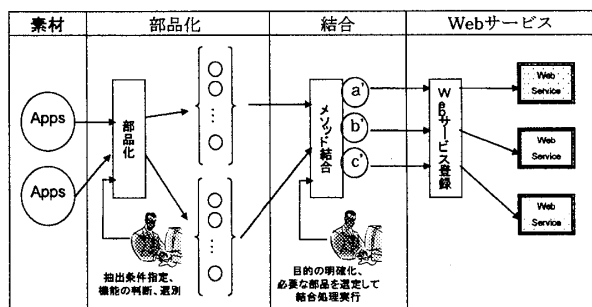 素材
部品化
結合
Webサービス
Apps
Apps
部品化
抽出条件指定、
機能の判断、選別
メソッド結合
a'
b'
c'
目的の明確化、
必要な部品を選定して
結合処理実行
Webサービス登録
Web
Service
Web
Service
Web
Service